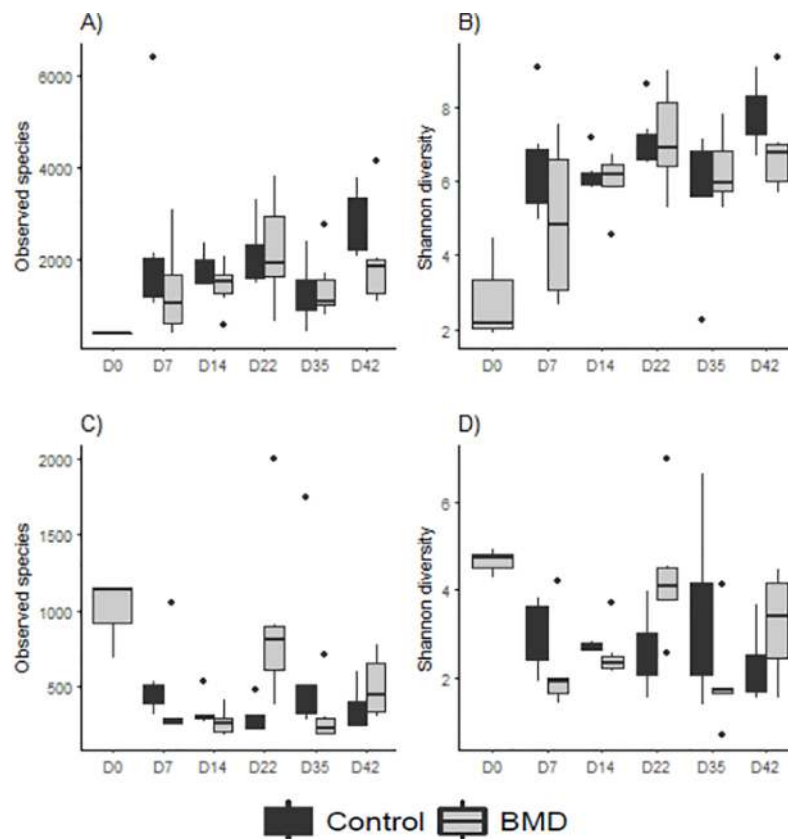 A)
B)
Observed species
6000
4000
2000
D0 D7 D14 D22 D35 D42
Shannon diversity
8
6
4
2
D0 D7 D14 D22 D35 D42
C)
D)
Observed species
2000
1500
1000
500
D0 D7 D14 D22 D35 D42
Shannon diversity
6
4
2
D0 D7 D14 D22 D35 D42
Control BMD